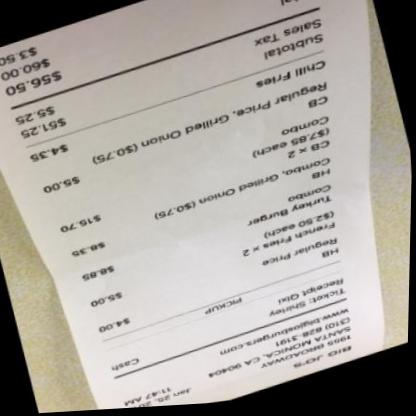 Jan 25, 20
11:47 AM
BIG JO'S
1955 BROADWAY
SANTA MONICA, CA 90404
(310) 828-3191
www.bigjosburgers.com
Cash
Ticket: Shirley
Receipt
PICKUP
HB $4.00
Regular Price
French Fries × 2 $5.00
($2.50 each)
Turkey Burger $8.85
Combo
HB $8.35
Combo, Grilled Onion ($0.75)
CB × 2 $15.70
($7.85 each)
Combo
CB $5.00
Regular Price, Grilled Onion ($0.75)
Chili Fries $4.35
Subtotal $51.25
Sales Tax $5.25
$56.50
$60.00
$3.50